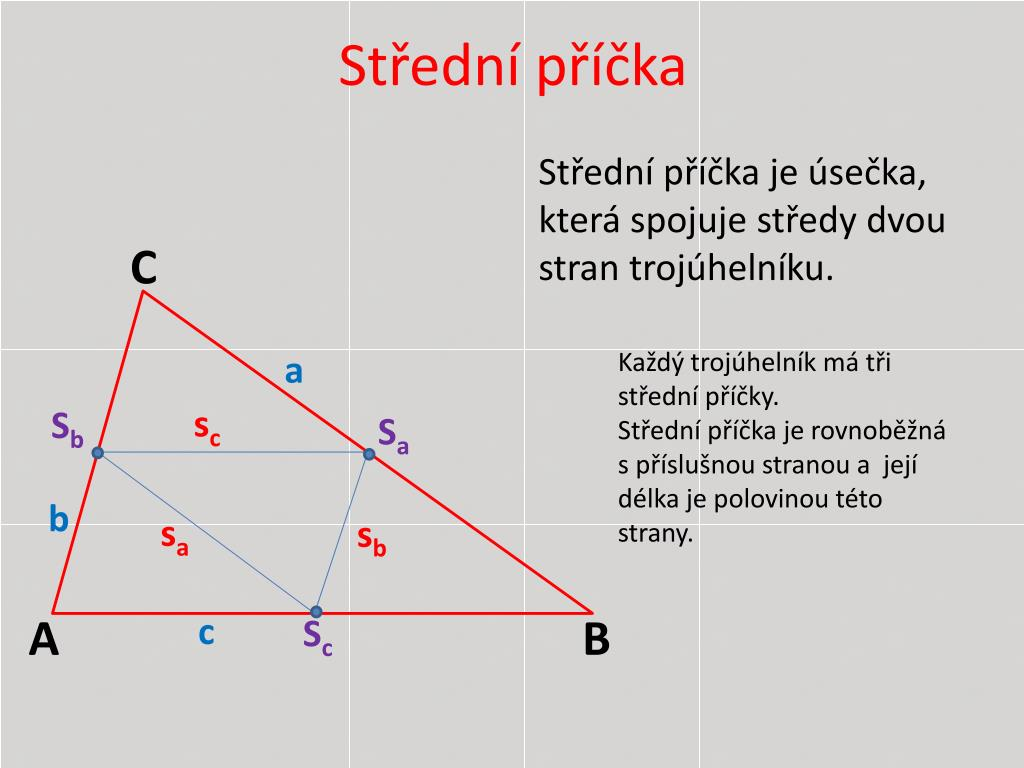 Střední příčka
Střední příčka je úsečka,
která spojuje středy dvou
stran trojúhelníku.
Každý trojúhelník má tři
střední příčky.
Střední příčka je rovnoběžná
s příslušnou stranou a  její
délka je polovinou této
strany.
C
a
Sb
sc
Sa
b
sa
sb
A
c
Sc
B